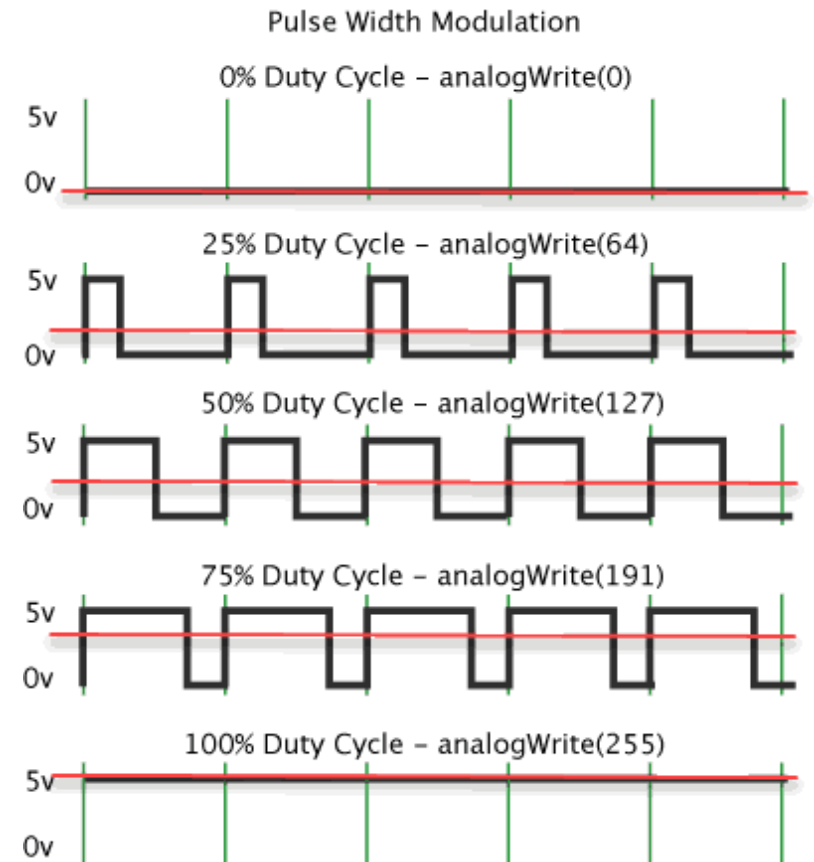 Pulse Width Modulation
0% Duty Cycle – analogWrite(0)
5v
0v
25% Duty Cycle – analogWrite(64)
5v
0v
50% Duty Cycle – analogWrite(127)
5v
0v
75% Duty Cycle – analogWrite(191)
5v
0v
100% Duty Cycle – analogWrite(255)
5v
0v